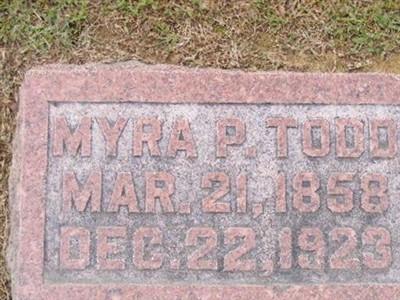 MYRA P. TODD
MAR. 21, 1858
DEC. 22, 1923